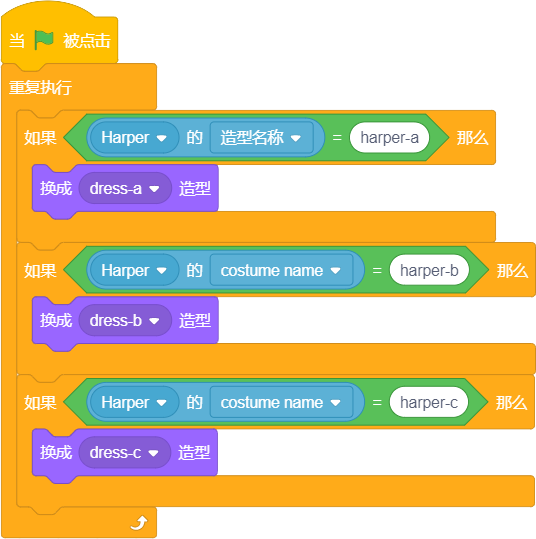 当 被点击
重复执行
如果 Harper 的 造型名称 = harper-a 那么
换成 dress-a 造型
如果 Harper 的 costume name = harper-b 那么
换成 dress-b 造型
如果 Harper 的 costume name = harper-c 那么
换成 dress-c 造型